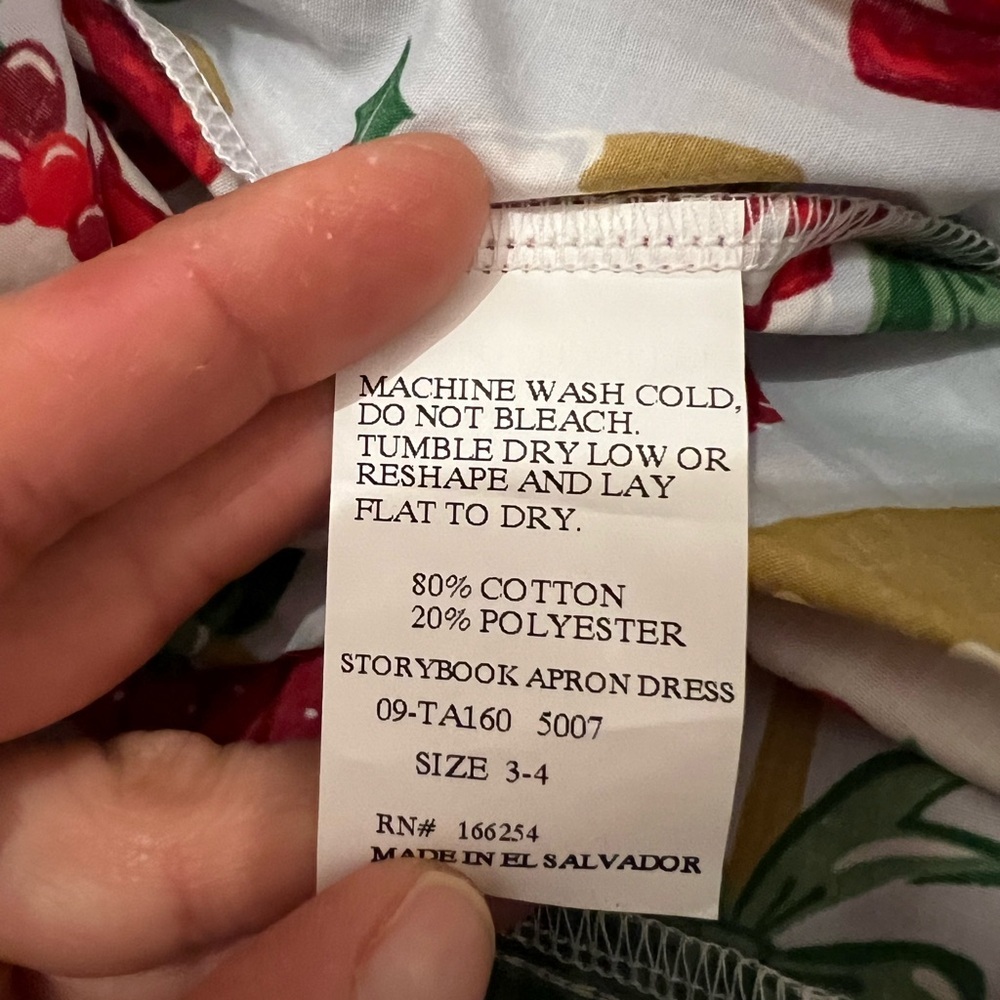 MACHINE WASH COLD,
DO NOT BLEACH.
TUMBLE DRY LOW OR
RESHAPE AND LAY
FLAT TO DRY.
80% COTTON
20% POLYESTER
STORYBOOK APRON DRESS
09-TA160 5007
SIZE 3-4
RN# 166254
MADE IN EL SALVADOR